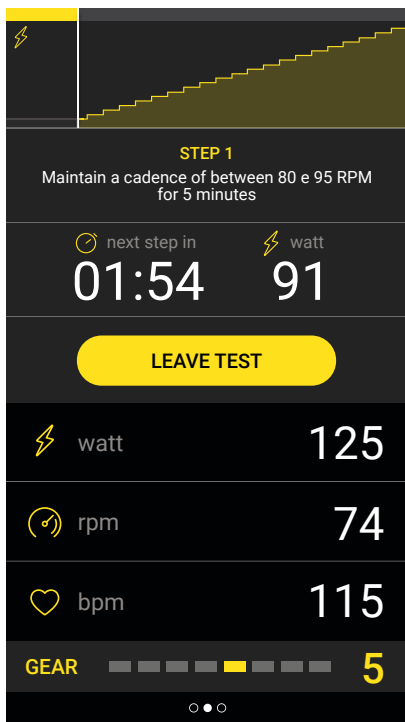 STEP 1
Maintain a cadence of between 80 e 95 RPM
for 5 minutes
next step in
watt
01:54
91
LEAVE TEST
watt
125
rpm
74
bpm
115
GEAR
5